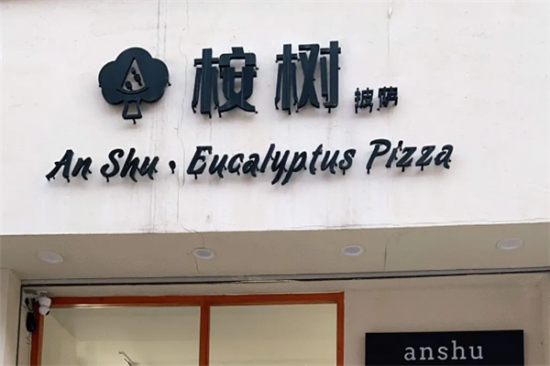 桉树 披萨
An Shu · Eucalyptus Pizza
anshu